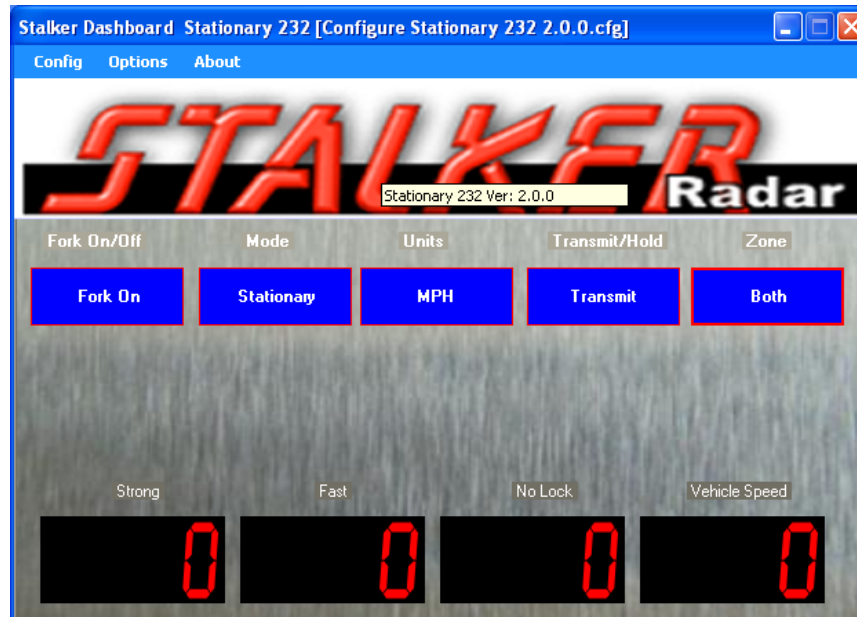 Stalker Dashboard Stationary 232 [Configure Stationary 232 2.0.0.cfg]
Config Options About
STALKER
Radar
Stationary 232 Ver: 2.0.0
Fork On/Off Mode Units Transmit/Hold Zone
Fork On Stationary MPH Transmit Both
Strong Fast No Lock Vehicle Speed
0 0 0 0